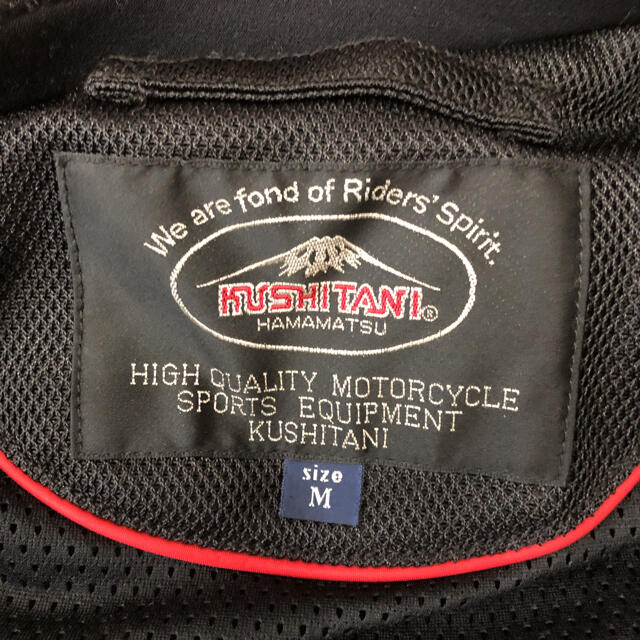 We are fond of Riders' Spirit.
KUSHITANI®
HAMAMATSU
HIGH QUALITY MOTORCYCLE
SPORTS EQUIPMENT
KUSHITANI
size
M